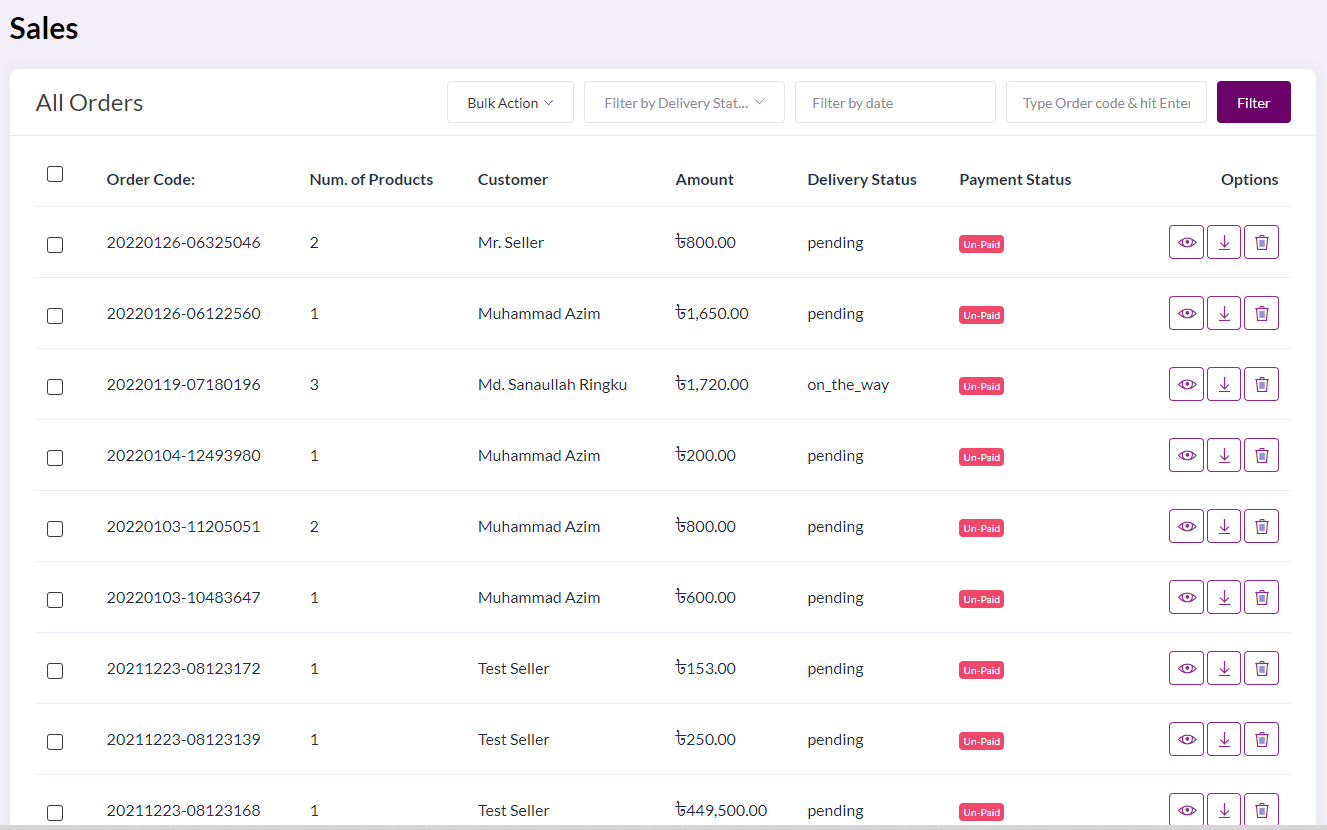 Sales
All Orders Bulk Action Filter by Delivery Stat... Filter by date Type Order code & hit Enter Filter
Order Code: Num. of Products Customer Amount Delivery Status Payment Status Options
20220126-06325046 2 Mr. Seller ৳800.00 pending Un-Paid
20220126-06122560 1 Muhammad Azim ৳1,650.00 pending Un-Paid
20220119-07180196 3 Md. Sanaullah Ringku ৳1,720.00 on_the_way Un-Paid
20220104-12493980 1 Muhammad Azim ৳200.00 pending Un-Paid
20220103-11205051 2 Muhammad Azim ৳800.00 pending Un-Paid
20220103-10483647 1 Muhammad Azim ৳600.00 pending Un-Paid
20211223-08123172 1 Test Seller ৳153.00 pending Un-Paid
20211223-08123139 1 Test Seller ৳250.00 pending Un-Paid
20211223-08123168 1 Test Seller ৳449,500.00 pending Un-Paid